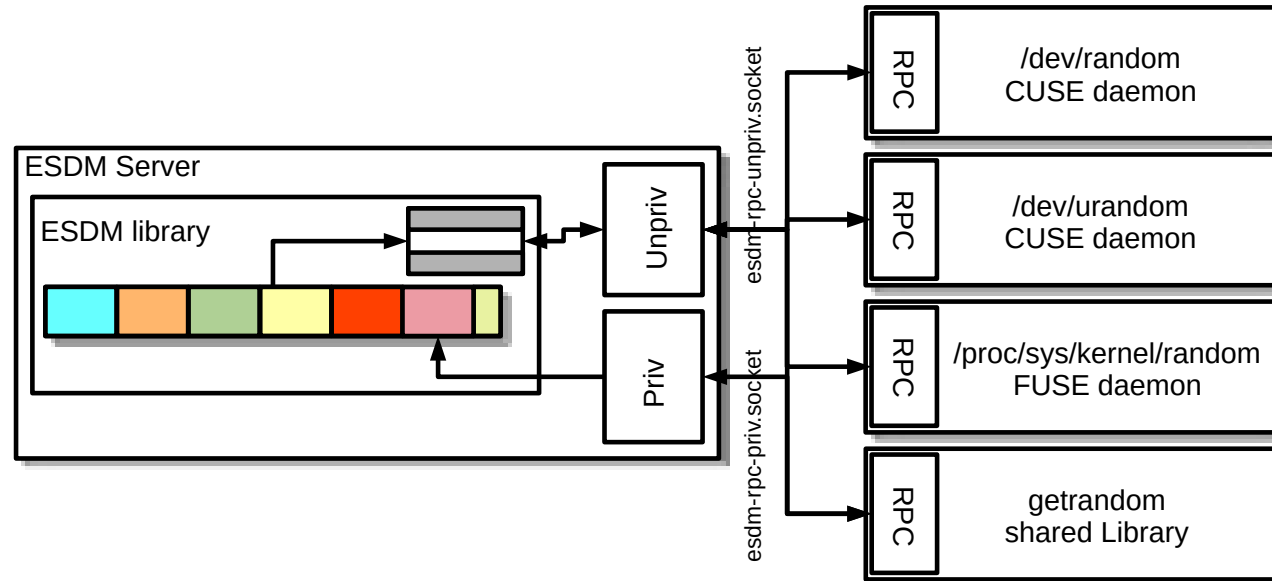 ESDM Server
ESDM library
Unpriv
Priv
esdm-rpc-unpriv.socket
esdm-rpc-priv.socket
RPC
/dev/random
CUSE daemon
RPC
/dev/urandom
CUSE daemon
RPC
/proc/sys/kernel/random
FUSE daemon
RPC
getrandom
shared Library